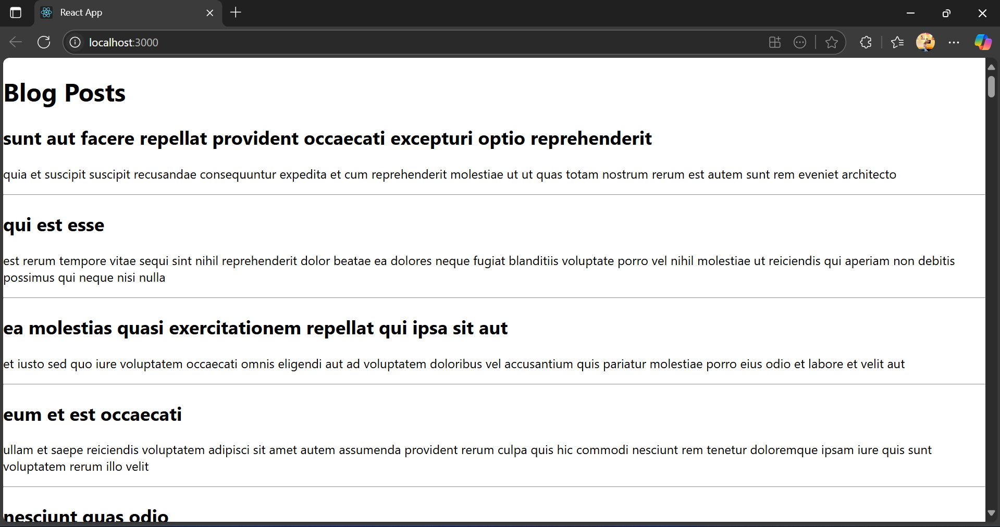 React App
localhost:3000
Blog Posts
sunt aut facere repellat provident occaecati excepturi optio reprehenderit
quia et suscipit suscipit recusandae consequuntur expedita et cum reprehenderit molestiae ut ut quas totam nostrum rerum est autem sunt rem eveniet architecto
qui est esse
est rerum tempore vitae sequi sint nihil reprehenderit dolor beatae ea dolores neque fugiat blanditiis voluptate porro vel nihil molestiae ut reiciendis qui aperiam non debitis
possimus qui neque nisi nulla
ea molestias quasi exercitationem repellat qui ipsa sit aut
et iusto sed quo iure voluptatem occaecati omnis eligendi aut ad voluptatem doloribus vel accusantium quis pariatur molestiae porro eius odio et labore et velit aut
eum et est occaecati
ullam et saepe reiciendis voluptatem adipisci sit amet autem assumenda provident rerum culpa quis hic commodi nesciunt rem tenetur doloremque ipsam iure quis sunt
voluptatem rerum illo velit
nesciunt quas odio